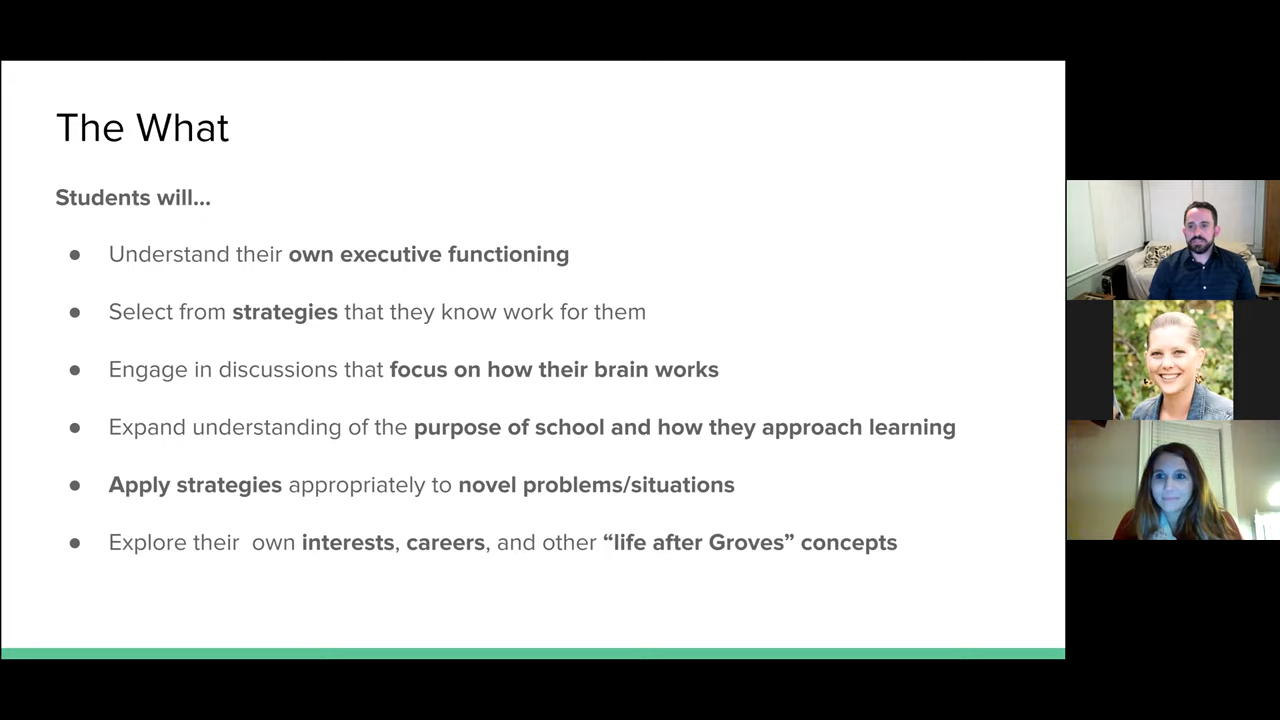 The What
Students will...
● Understand their own executive functioning
● Select from strategies that they know work for them
● Engage in discussions that focus on how their brain works
● Expand understanding of the purpose of school and how they approach learning
● Apply strategies appropriately to novel problems/situations
● Explore their  own interests, careers, and other “life after Groves” concepts